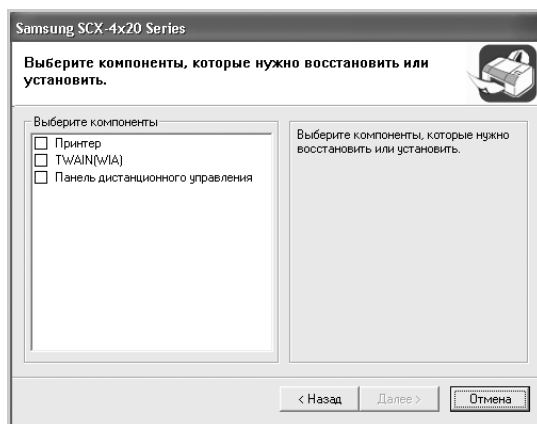 Samsung SCX-4x20 Series
Выберите компоненты, которые нужно восстановить или
установить.
Выберите компоненты
Принтер
TWAIN(WIA)
Панель дистанционного управления
Выберите компоненты, которые нужно
восстановить или установить.
< Назад
Далее >
Отмена